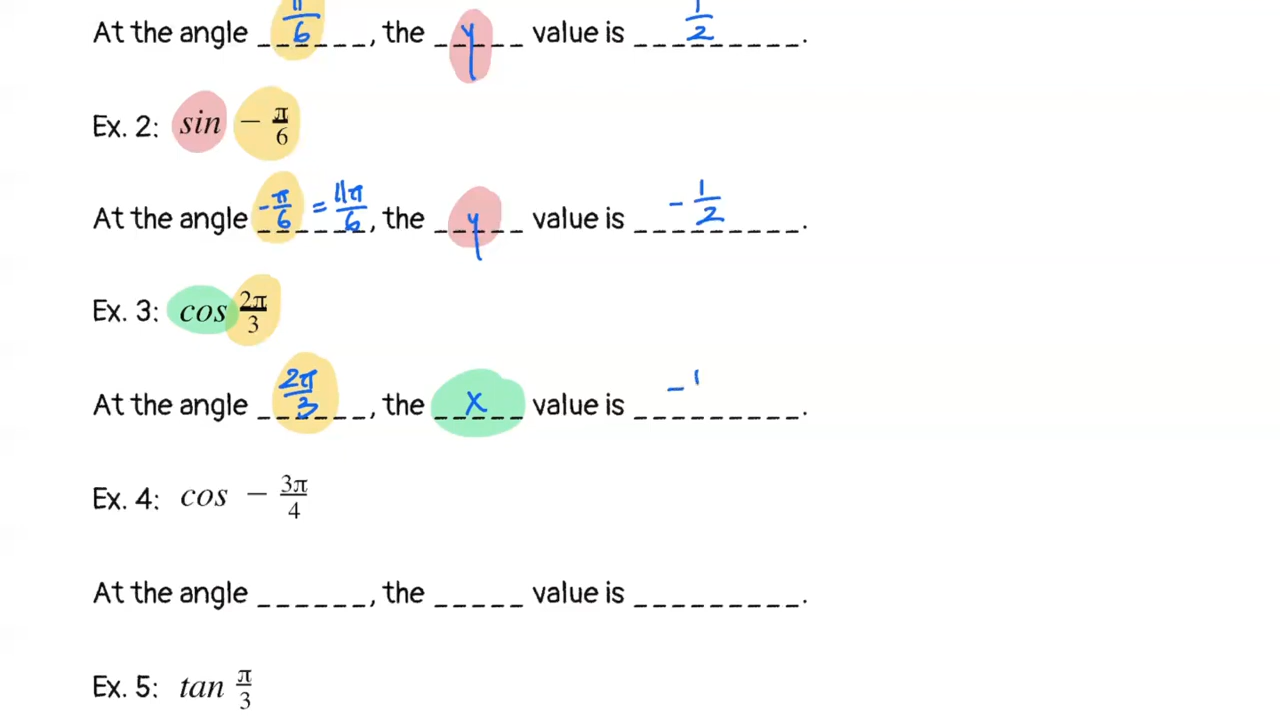 At the angle π/6, the y value is 1/2.
Ex. 2: sin - π/6
At the angle -π/6 = 11π/6, the y value is -1/2.
Ex. 3: cos 2π/3
At the angle 2π/3, the x value is -1.
Ex. 4: cos - 3π/4
At the angle ______, the _____ value is _________.
Ex. 5: tan π/3